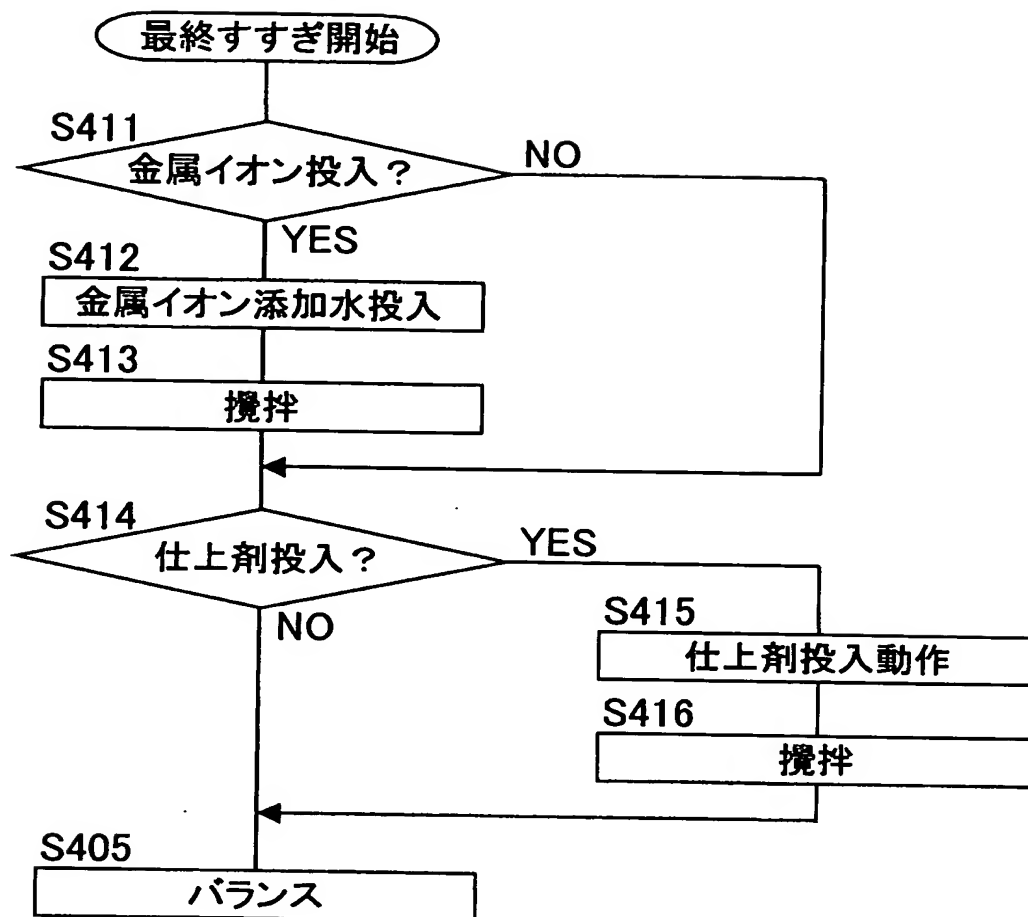 最終すすぎ開始
S411
金属イオン投入？
NO
YES
S412
金属イオン添加水投入
S413
攪拌
S414
仕上剤投入？
YES
NO
S415
仕上剤投入動作
S416
攪拌
S405
バランス